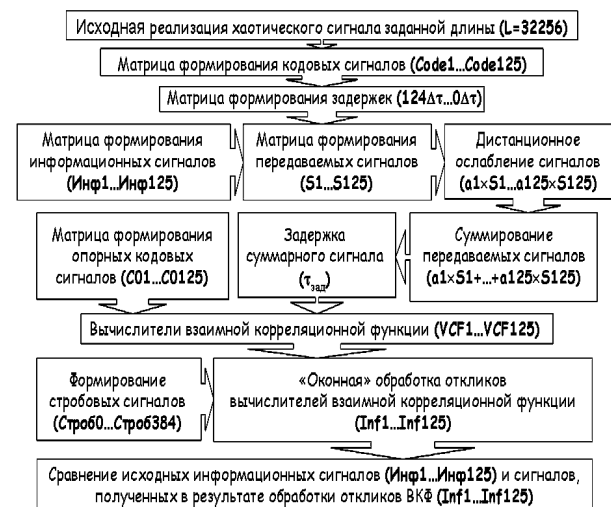 Исходная реализация хаотического сигнала заданной длины (L=32256)
Матрица формирования кодовых сигналов (Code1...Code125)
Матрица формирования задержек (124Δτ...0Δτ)
Матрица формирования
информационных сигналов
(Инф1...Инф125)
Матрица формирования
передаваемых сигналов
(S1...S125)
Дистанционное
ослабление сигналов
(a1×S1...a125×S125)
Матрица формирования
опорных кодовых
сигналов (C01...C0125)
Задержка
суммарного сигнала
(τзад)
Суммирование
передаваемых сигналов
(a1×S1+...+a125×S125)
Вычислители взаимной корреляционной функции (VCF1...VCF125)
Формирование
стробовых сигналов
(Строб0...Строб384)
«Оконная» обработка откликов
вычислителей взаимной корреляционной функции
(Inf1...Inf125)
Сравнение исходных информационных сигналов (Инф1...Инф125) и сигналов,
полученных в результате обработки откликов ВКФ (Inf1...Inf125)